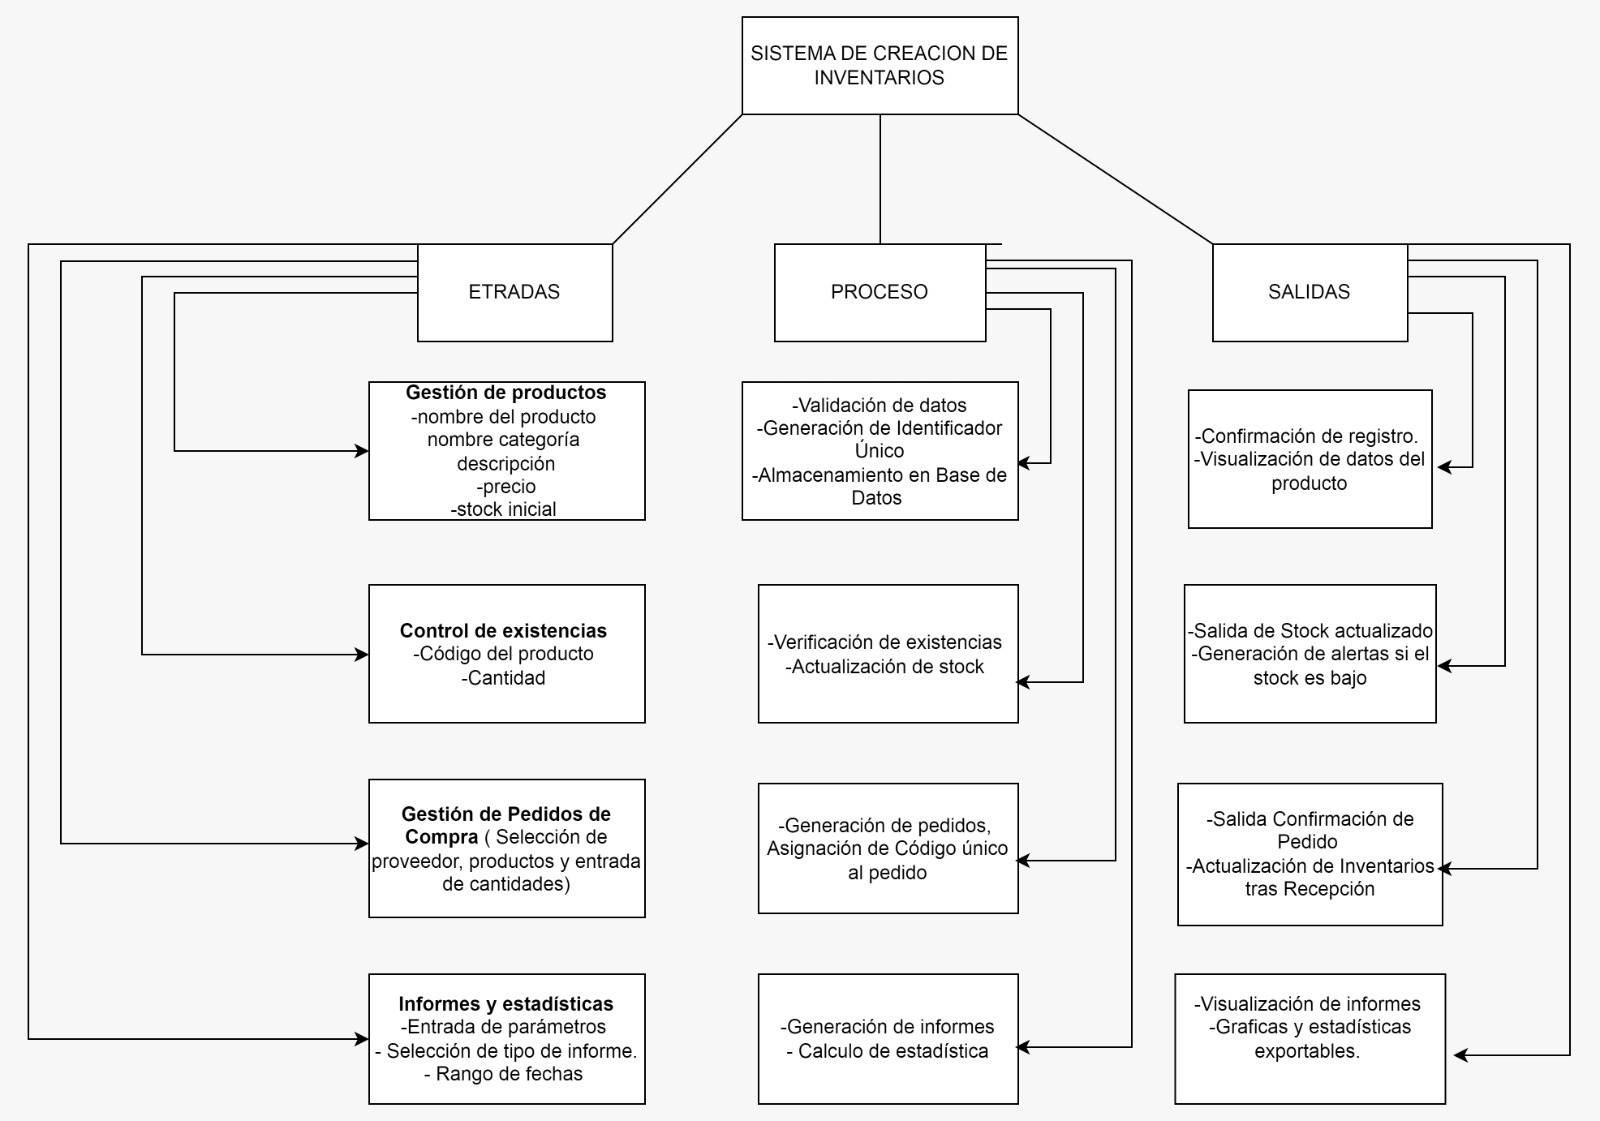 SISTEMA DE CREACION DE
INVENTARIOS
ETRADAS
PROCESO
SALIDAS
Gestión de productos
-nombre del producto
nombre categoría
descripción
-precio
-stock inicial
-Validación de datos
-Generación de Identificador
Único
-Almacenamiento en Base de
Datos
-Confirmación de registro.
-Visualización de datos del
producto
Control de existencias
-Código del producto
-Cantidad
-Verificación de existencias
-Actualización de stock
-Salida de Stock actualizado
-Generación de alertas si el
stock es bajo
Gestión de Pedidos de
Compra ( Selección de
proveedor, productos y entrada
de cantidades)
-Generación de pedidos,
Asignación de Código único
al pedido
-Salida Confirmación de
Pedido
-Actualización de Inventarios
tras Recepción
Informes y estadísticas
-Entrada de parámetros
- Selección de tipo de informe.
- Rango de fechas
-Generación de informes
- Calculo de estadística
-Visualización de informes
-Graficas y estadísticas
exportables.